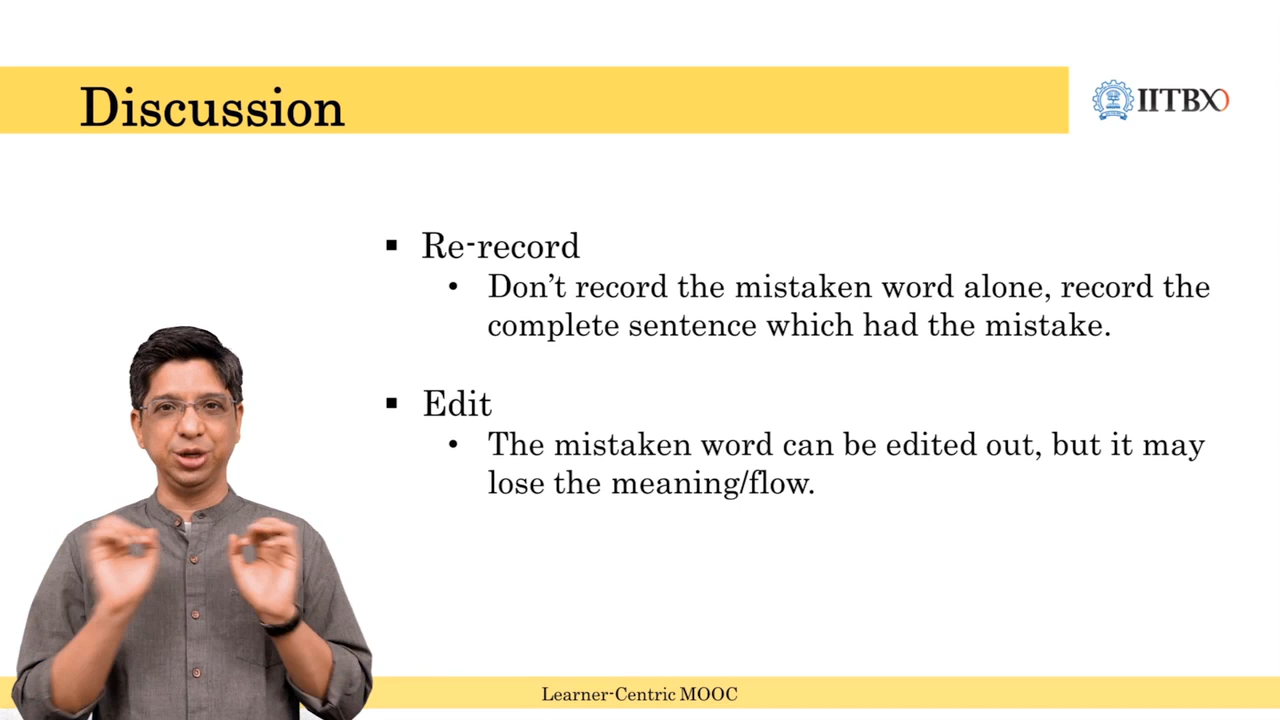 Discussion
IITBX
▪ Re-record
• Don’t record the mistaken word alone, record the
complete sentence which had the mistake.
▪ Edit
• The mistaken word can be edited out, but it may
lose the meaning/flow.
Learner-Centric MOOC